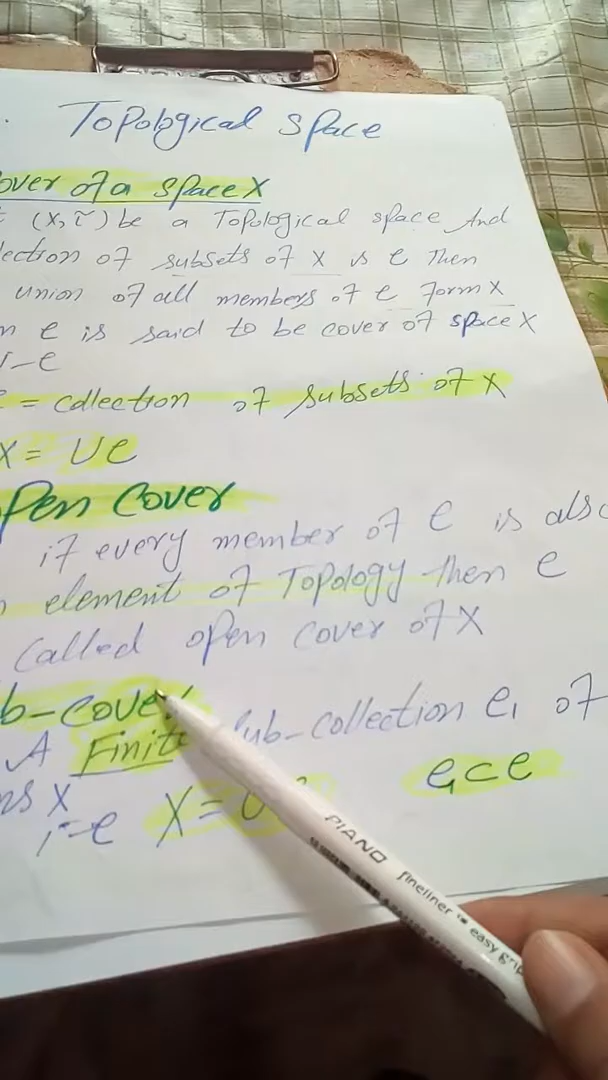 Topological space
over of a space X
(X, τ) be a Topological space And
lection of subsets of X is e Then
union of all members of e form X
n e is said to be cover of space X
i-e
e = collection of subsets of X
X = Ue
open Cover
if every member of e is also
element of Topology then e
Called open cover of X
b-cover
A Finite sub-collection e₁ of
ns X
i-e X = U
e₁ ⊂ e
PIANO fineliner ™ easy grip